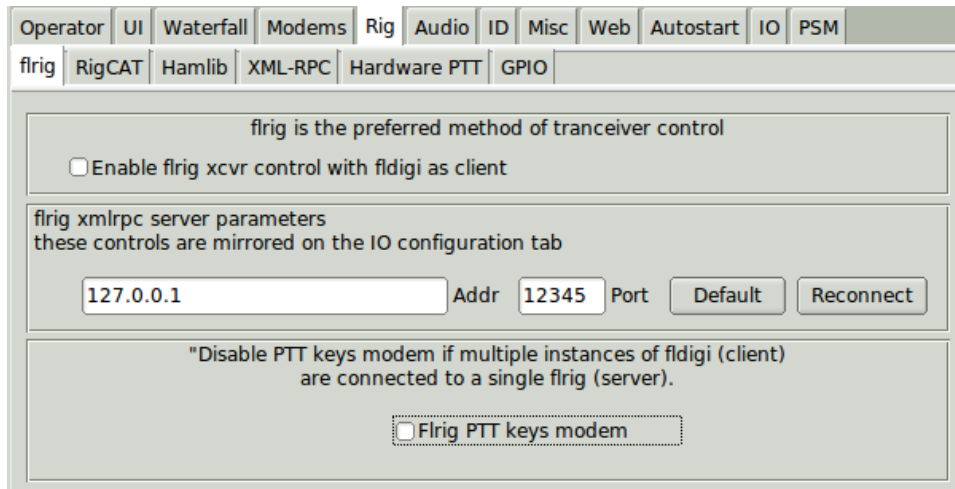 Operator UI Waterfall Modems Rig Audio ID Misc Web Autostart IO PSM
flrig RigCAT Hamlib XML-RPC Hardware PTT GPIO
flrig is the preferred method of tranceiver control
Enable flrig xcvr control with fldigi as client
flrig xmlrpc server parameters
these controls are mirrored on the IO configuration tab
127.0.0.1 Addr 12345 Port Default Reconnect
"Disable PTT keys modem if multiple instances of fldigi (client)
are connected to a single flrig (server).
Flrig PTT keys modem